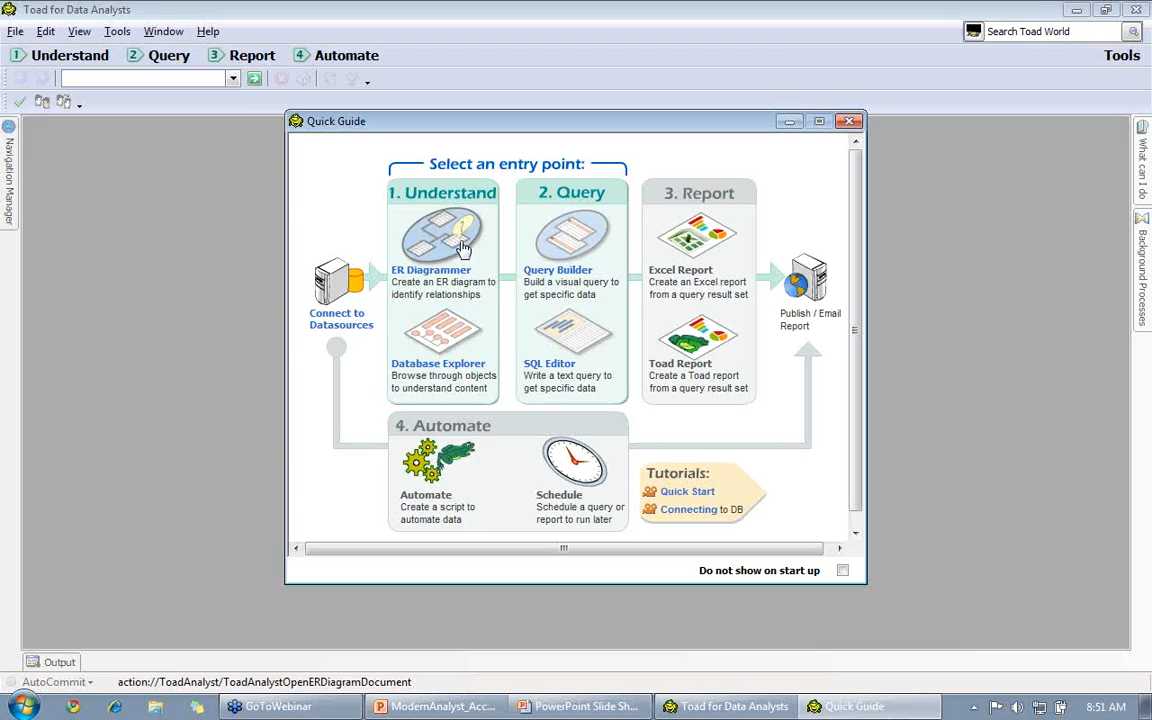 Toad for Data Analysts
File Edit View Tools Window Help
Search Toad World
1 Understand 2 Query 3 Report 4 Automate
Tools
Navigation Manager
What can I do
Background Processes
Quick Guide
Select an entry point:
1. Understand
ER Diagrammer
Create an ER diagram to
identify relationships
Database Explorer
Browse through objects
to understand content
2. Query
Query Builder
Build a visual query to
get specific data
SQL Editor
Write a text query to
get specific data
3. Report
Excel Report
Create an Excel report
from a query result set
Toad Report
Create a Toad report
from a query result set
Connect to
Datasources
Publish / Email
Report
4. Automate
Automate
Create a script to
automate data
Schedule
Schedule a query or
report to run later
Tutorials:
Quick Start
Connecting to DB
Do not show on start up
Output
AutoCommit
action://ToadAnalyst/ToadAnalystOpenERDiagramDocument
GoToWebinar
ModernAnalyst_Acc...
PowerPoint Slide Sh...
Toad for Data Analysts
Quick Guide
8:51 AM